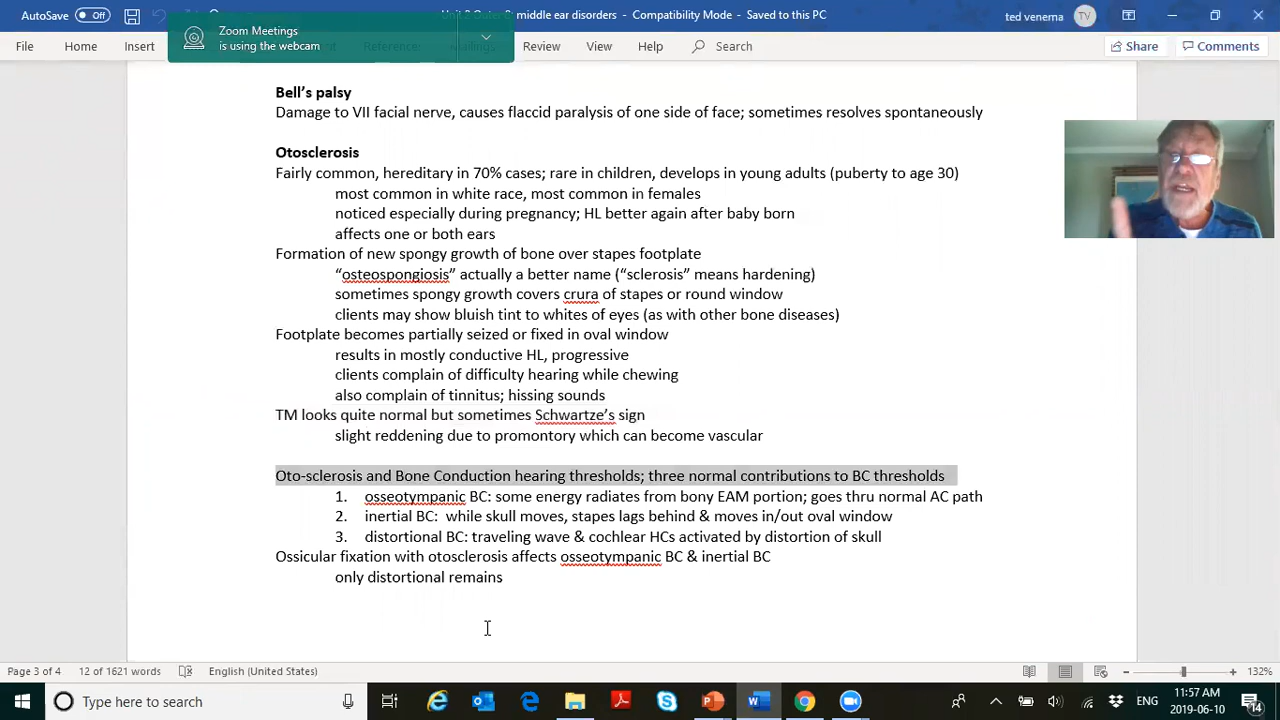 AutoSave Off
Unit 2 Outer & middle ear disorders - Compatibility Mode - Saved to this PC
ted venema TV
Zoom Meetings
is using the webcam
File Home Insert References Mailings Review View Help Search Share Comments
Bell's palsy
Damage to VII facial nerve, causes flaccid paralysis of one side of face; sometimes resolves spontaneously
Otosclerosis
Fairly common, hereditary in 70% cases; rare in children, develops in young adults (puberty to age 30)
most common in white race, most common in females
noticed especially during pregnancy; HL better again after baby born
affects one or both ears
Formation of new spongy growth of bone over stapes footplate
“osteospongiosis” actually a better name (“sclerosis” means hardening)
sometimes spongy growth covers crura of stapes or round window
clients may show bluish tint to whites of eyes (as with other bone diseases)
Footplate becomes partially seized or fixed in oval window
results in mostly conductive HL, progressive
clients complain of difficulty hearing while chewing
also complain of tinnitus; hissing sounds
TM looks quite normal but sometimes Schwartze's sign
slight reddening due to promontory which can become vascular
Oto-sclerosis and Bone Conduction hearing thresholds; three normal contributions to BC thresholds
1. osseotympanic BC: some energy radiates from bony EAM portion; goes thru normal AC path
2. inertial BC: while skull moves, stapes lags behind & moves in/out oval window
3. distortional BC: traveling wave & cochlear HCs activated by distortion of skull
Ossicular fixation with otosclerosis affects osseotympanic BC & inertial BC
only distortional remains
Page 3 of 4 12 of 1621 words English (United States) 132%
Type here to search ENG 11:57 AM
2019-06-10 14